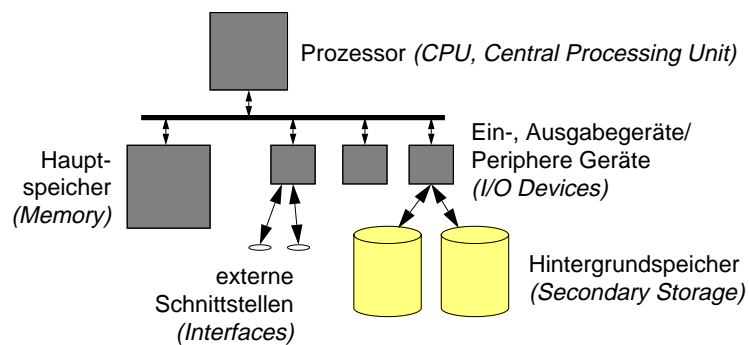 Prozessor (CPU, Central Processing Unit)
Haupt-
speicher
(Memory)
Ein-, Ausgabegeräte/
Periphere Geräte
(I/O Devices)
externe
Schnittstellen
(Interfaces)
Hintergrundspeicher
(Secondary Storage)